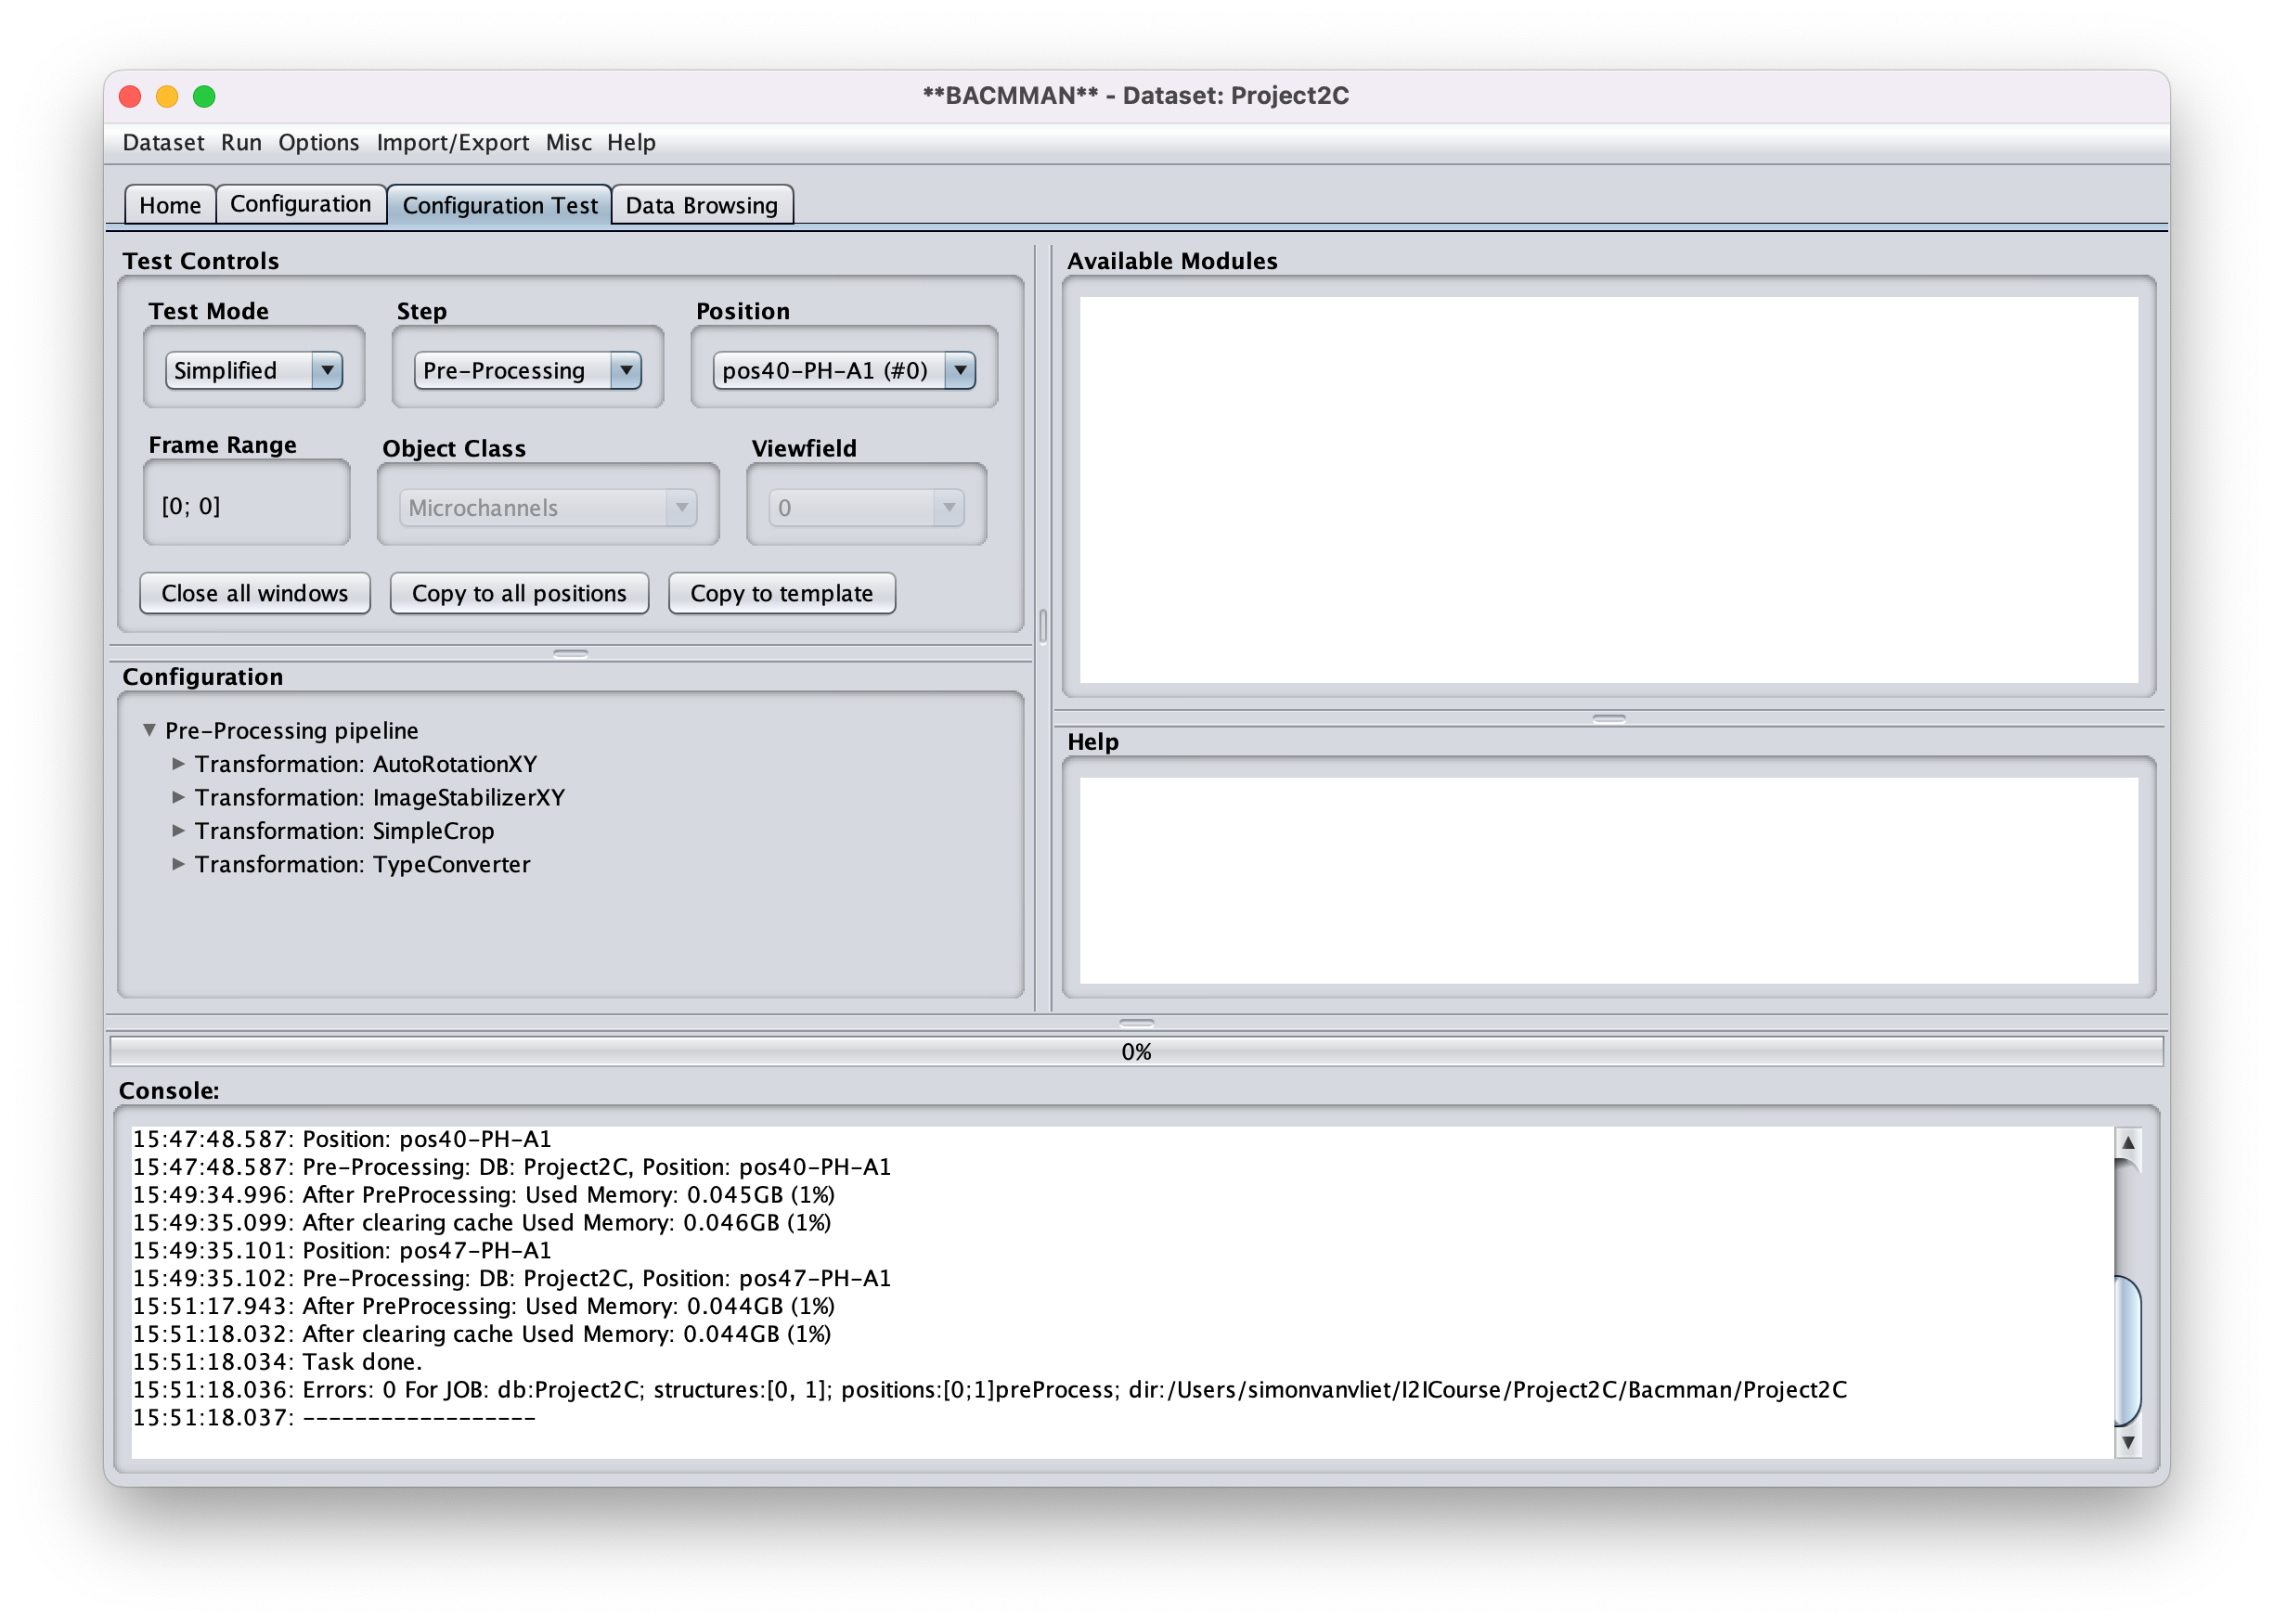 **BACMMAN** - Dataset: Project2C
Dataset Run Options Import/Export Misc Help
Home Configuration Configuration Test Data Browsing
Test Controls
Test Mode Step Position
Simplified Pre-Processing pos40-PH-A1 (#0)
Frame Range Object Class Viewfield
[0; 0] Microchannels 0
Close all windows Copy to all positions Copy to template
Configuration
Pre-Processing pipeline
Transformation: AutoRotationXY
Transformation: ImageStabilizerXY
Transformation: SimpleCrop
Transformation: TypeConverter
Available Modules
Help
0%
Console:
15:47:48.587: Position: pos40-PH-A1
15:47:48.587: Pre-Processing: DB: Project2C, Position: pos40-PH-A1
15:49:34.996: After PreProcessing: Used Memory: 0.045GB (1%)
15:49:35.099: After clearing cache Used Memory: 0.046GB (1%)
15:49:35.101: Position: pos47-PH-A1
15:49:35.102: Pre-Processing: DB: Project2C, Position: pos47-PH-A1
15:51:17.943: After PreProcessing: Used Memory: 0.044GB (1%)
15:51:18.032: After clearing cache Used Memory: 0.044GB (1%)
15:51:18.034: Task done.
15:51:18.036: Errors: 0 For JOB: db:Project2C; structures:[0, 1]; positions:[0;1]preProcess; dir:/Users/simonvanvliet/I2ICourse/Project2C/Bacmman/Project2C
15:51:18.037: ------------------